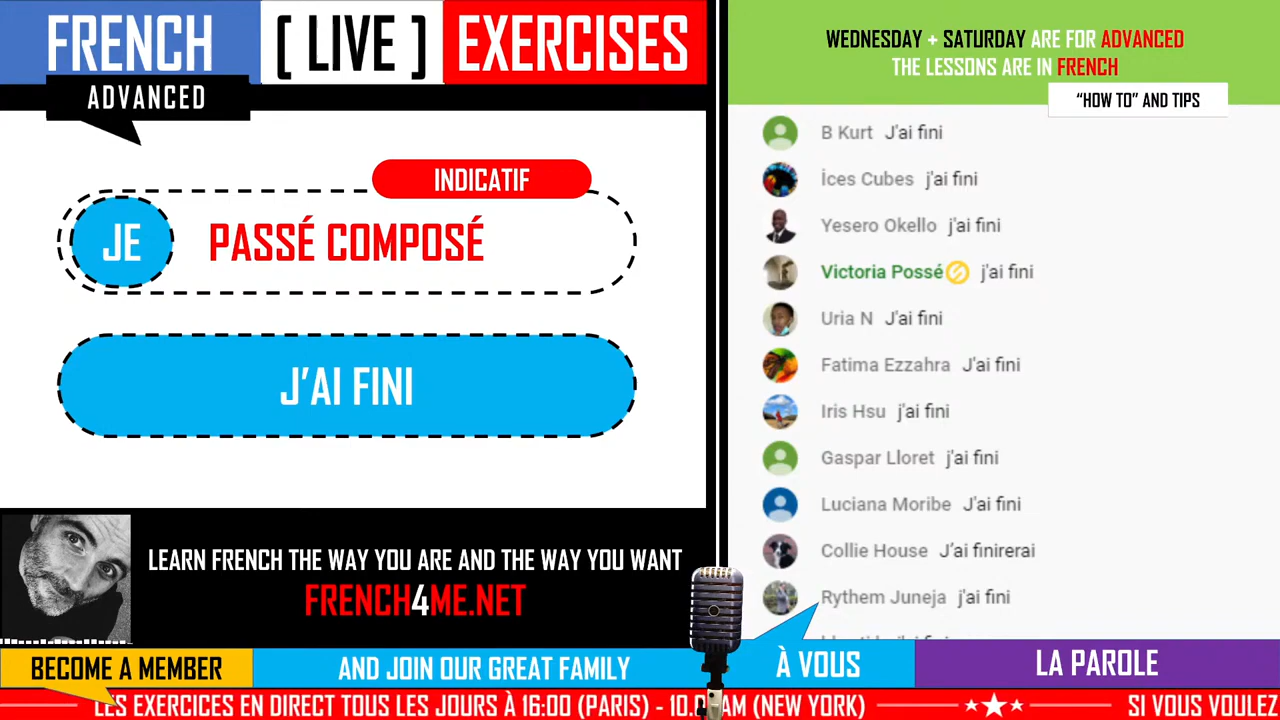 FRENCH [ LIVE ] EXERCISES
ADVANCED
INDICATIF
JE PASSÉ COMPOSÉ
J'AI FINI
LEARN FRENCH THE WAY YOU ARE AND THE WAY YOU WANT
FRENCH4ME.NET
WEDNESDAY + SATURDAY ARE FOR ADVANCED
THE LESSONS ARE IN FRENCH
“HOW TO” AND TIPS
B Kurt J'ai fini
İces Cubes j'ai fini
Yesero Okello j'ai fini
Victoria Possé j'ai fini
Uria N J'ai fini
Fatima Ezzahra J'ai fini
Iris Hsu j'ai fini
Gaspar Lloret j'ai fini
Luciana Moribe J'ai fini
Collie House J'ai finirerai
Rythem Juneja j'ai fini
BECOME A MEMBER AND JOIN OUR GREAT FAMILY À VOUS LA PAROLE
LES EXERCICES EN DIRECT TOUS LES JOURS À 16:00 (PARIS) - AM (NEW YORK) SI VOUS VOULEZ